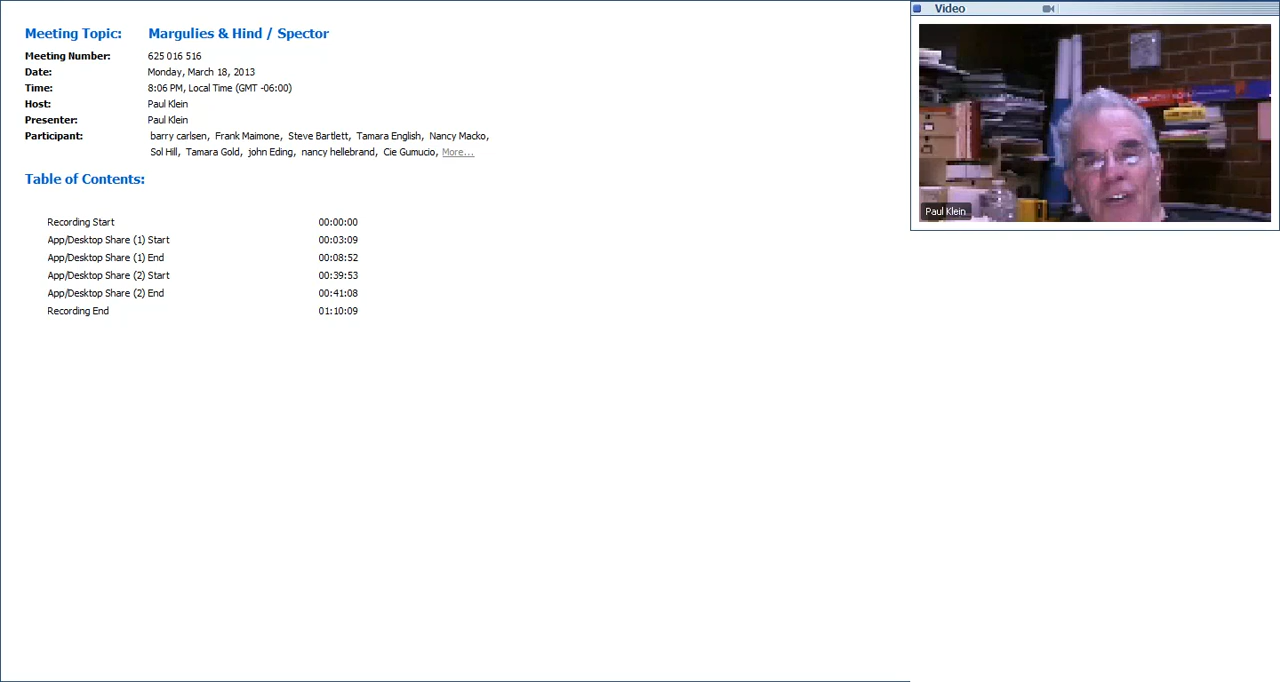 Meeting Topic: Margulies & Hind / Spector
Meeting Number: 625 016 516
Date: Monday, March 18, 2013
Time: 8:06 PM, Local Time (GMT -06:00)
Host: Paul Klein
Presenter: Paul Klein
Participant: barry carlsen, Frank Maimone, Steve Bartlett, Tamara English, Nancy Macko,
Sol Hill, Tamara Gold, john Eding, nancy hellebrand, Cie Gumucio, More...
Table of Contents:
Recording Start 00:00:00
App/Desktop Share (1) Start 00:03:09
App/Desktop Share (1) End 00:08:52
App/Desktop Share (2) Start 00:39:53
App/Desktop Share (2) End 00:41:08
Recording End 01:10:09
Video
Paul Klein